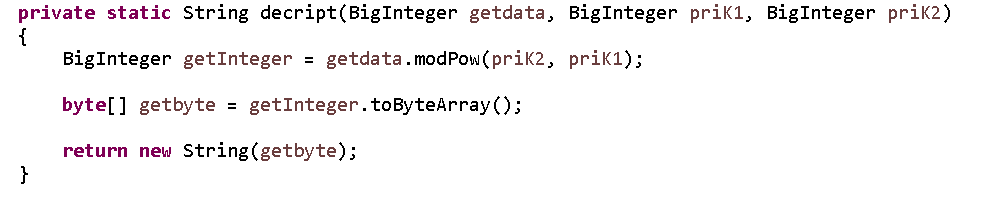 private static String decript(BigInteger getdata, BigInteger priK1, BigInteger priK2)
{
BigInteger getInteger = getdata.modPow(priK2, priK1);
byte[] getbyte = getInteger.toByteArray();
return new String(getbyte);
}